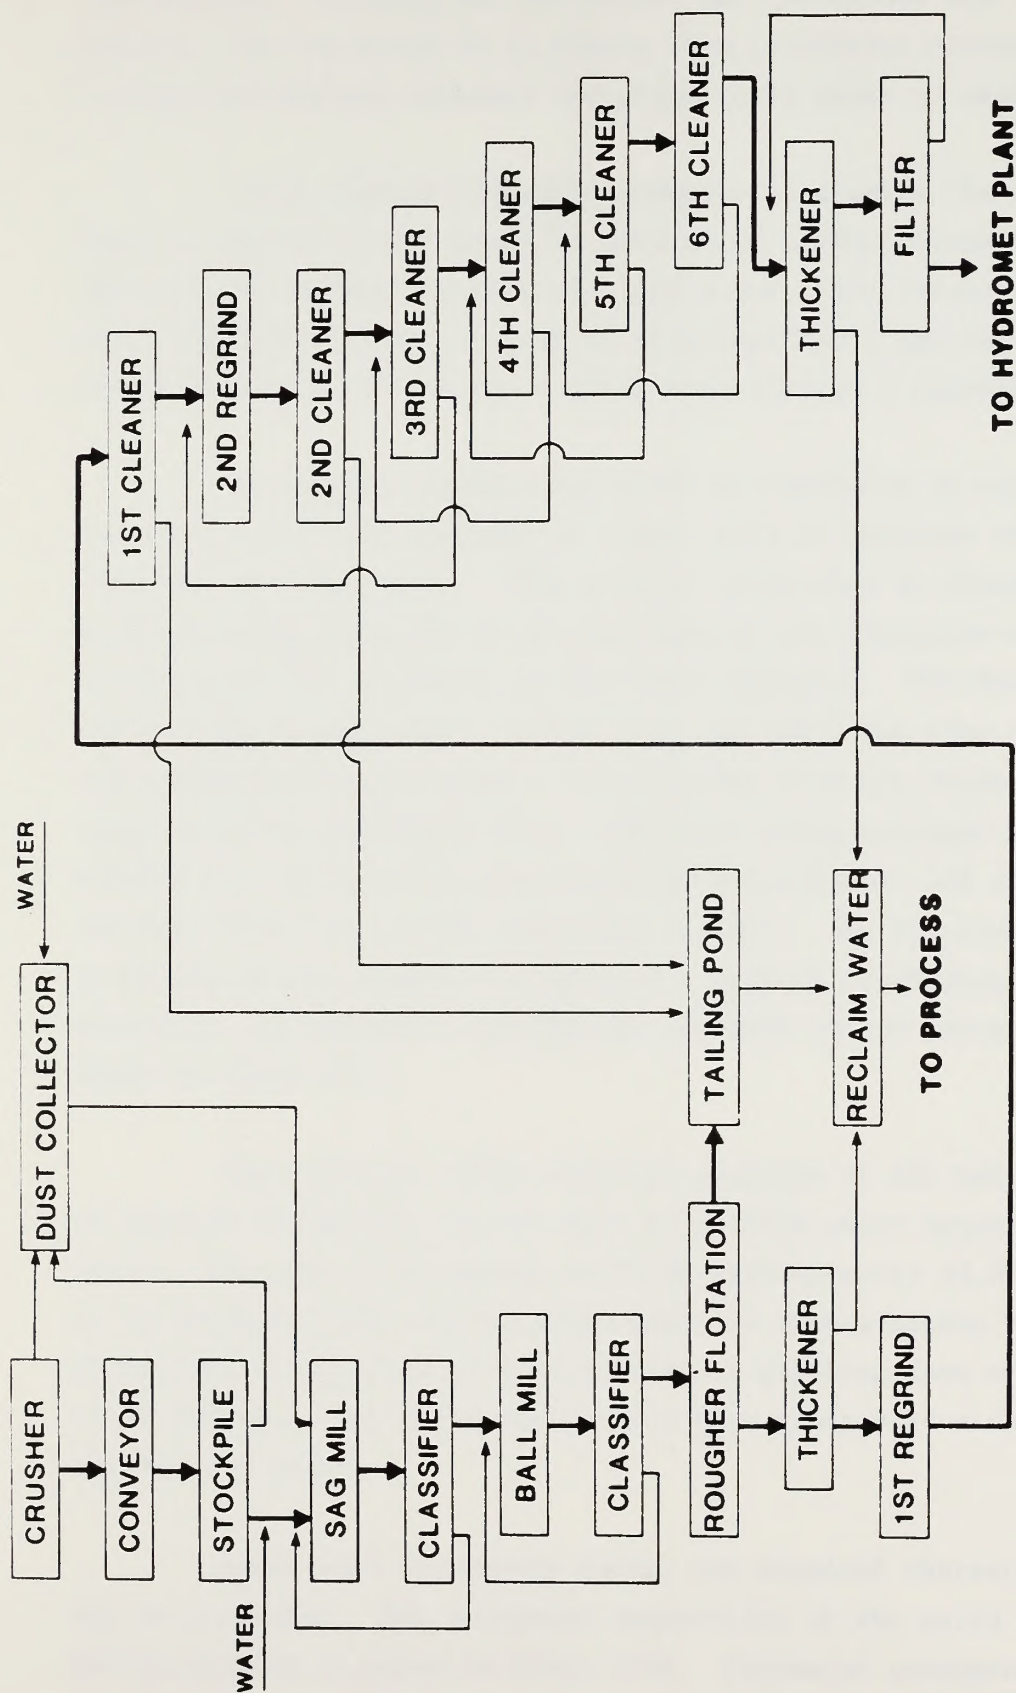 CRUSHER
CONVEYOR
STOCKPILE
WATER
SAG MILL
CLASSIFIER
BALL MILL
CLASSIFIER
ROUGHER FLOTATION
THICKENER
1ST REGRIND
DUST COLLECTOR
WATER
TAILING POND
RECLAIM WATER
TO PROCESS
1ST CLEANER
2ND REGRIND
2ND CLEANER
3RD CLEANER
4TH CLEANER
5TH CLEANER
6TH CLEANER
THICKENER
FILTER
TO HYDROMET PLANT